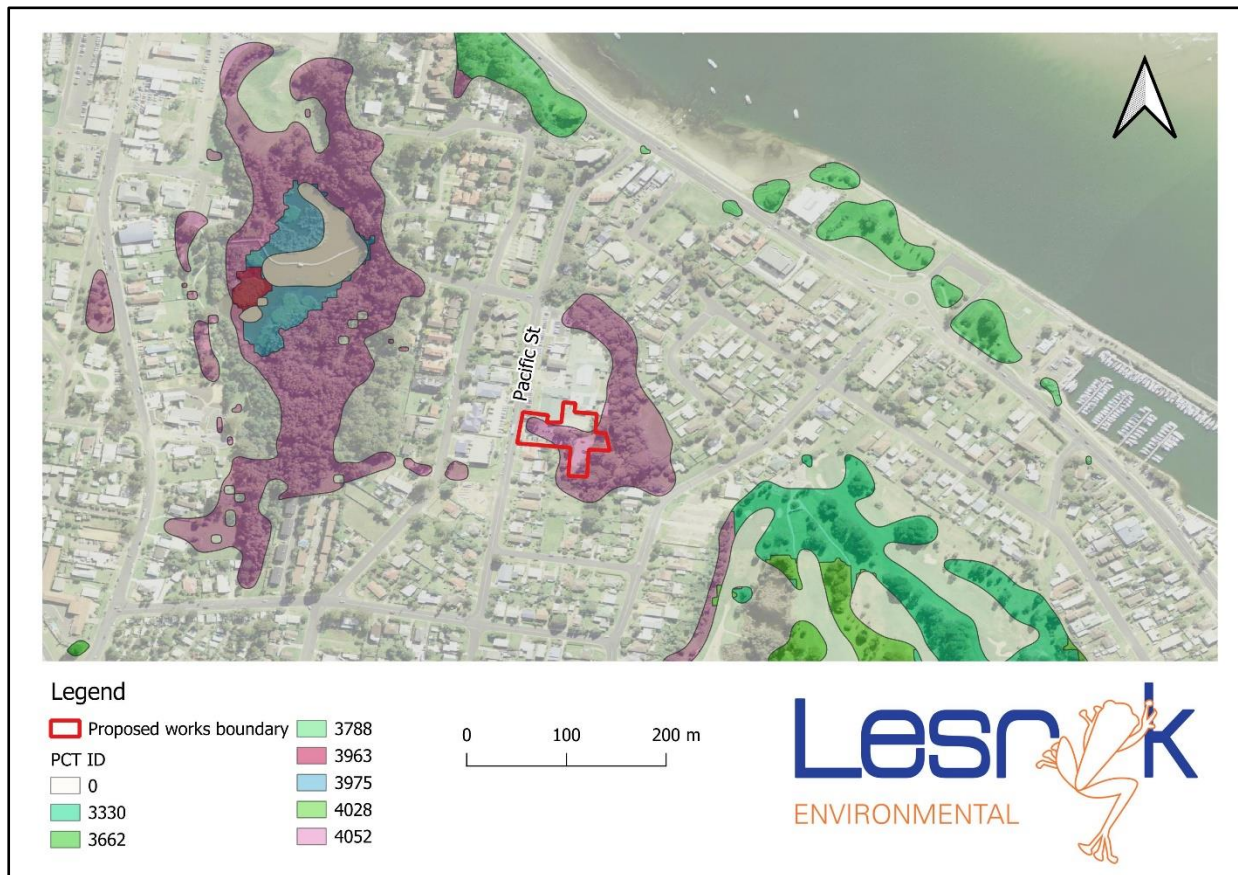 Pacific St
Legend
Proposed works boundary
PCT ID
0
3330
3662
3788
3963
3975
4028
4052
0 100 200 m
Lesryk
ENVIRONMENTAL